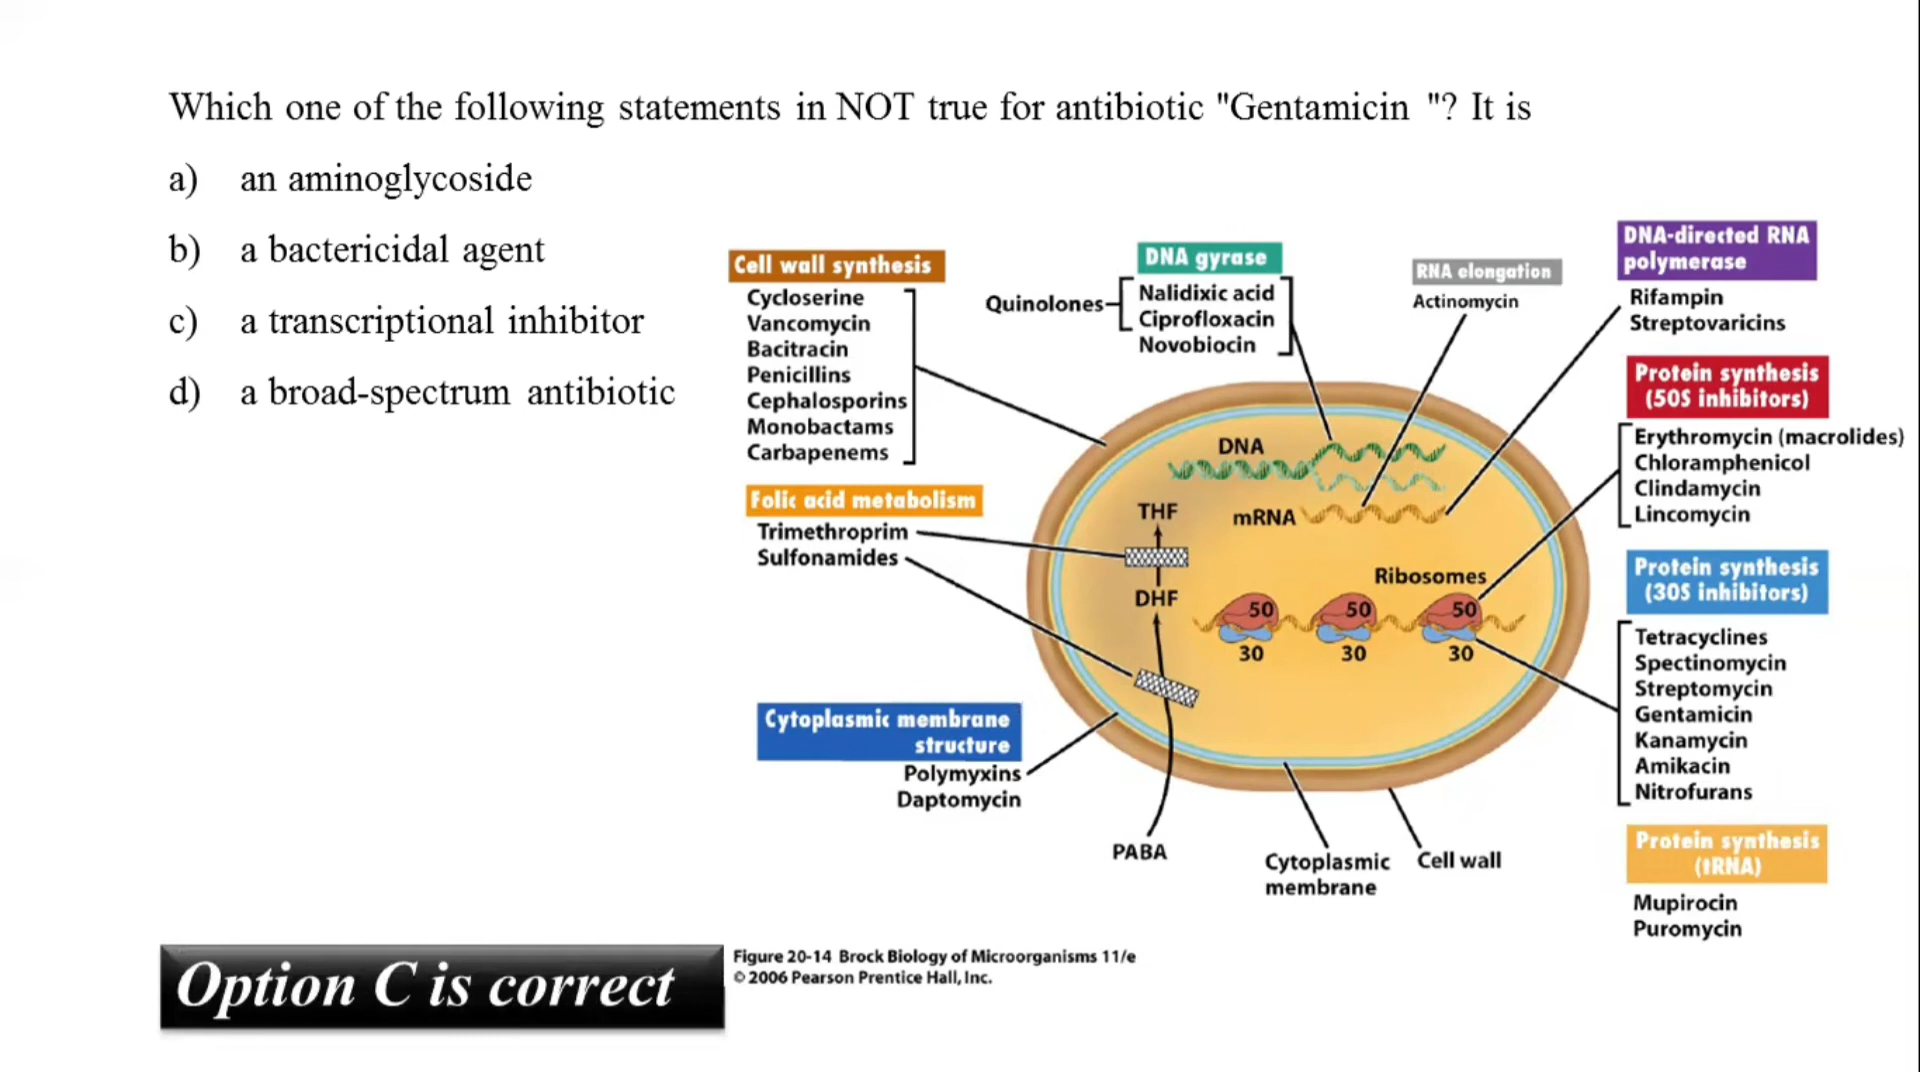 Which one of the following statements in NOT true for antibiotic "Gentamicin "? It is
a) an aminoglycoside
b) a bactericidal agent
c) a transcriptional inhibitor
d) a broad-spectrum antibiotic
Cell wall synthesis
Cycloserine
Vancomycin
Bacitracin
Penicillins
Cephalosporins
Monobactams
Carbapenems
Folic acid metabolism
Trimethroprim
Sulfonamides
Cytoplasmic membrane
structure
Polymyxins
Daptomycin
DNA gyrase
Quinolones
Nalidixic acid
Ciprofloxacin
Novobiocin
RNA elongation
Actinomycin
DNA-directed RNA
polymerase
Rifampin
Streptovaricins
Protein synthesis
(50S inhibitors)
Erythromycin (macrolides)
Chloramphenicol
Clindamycin
Lincomycin
Protein synthesis
(30S inhibitors)
Tetracyclines
Spectinomycin
Streptomycin
Gentamicin
Kanamycin
Amikacin
Nitrofurans
Protein synthesis
(tRNA)
Mupirocin
Puromycin
DNA
THF
mRNA
DHF
Ribosomes
50 50 50
30 30 30
PABA
Cytoplasmic
membrane
Cell wall
Option C is correct
Figure 20-14 Brock Biology of Microorganisms 11/e
© 2006 Pearson Prentice Hall, Inc.